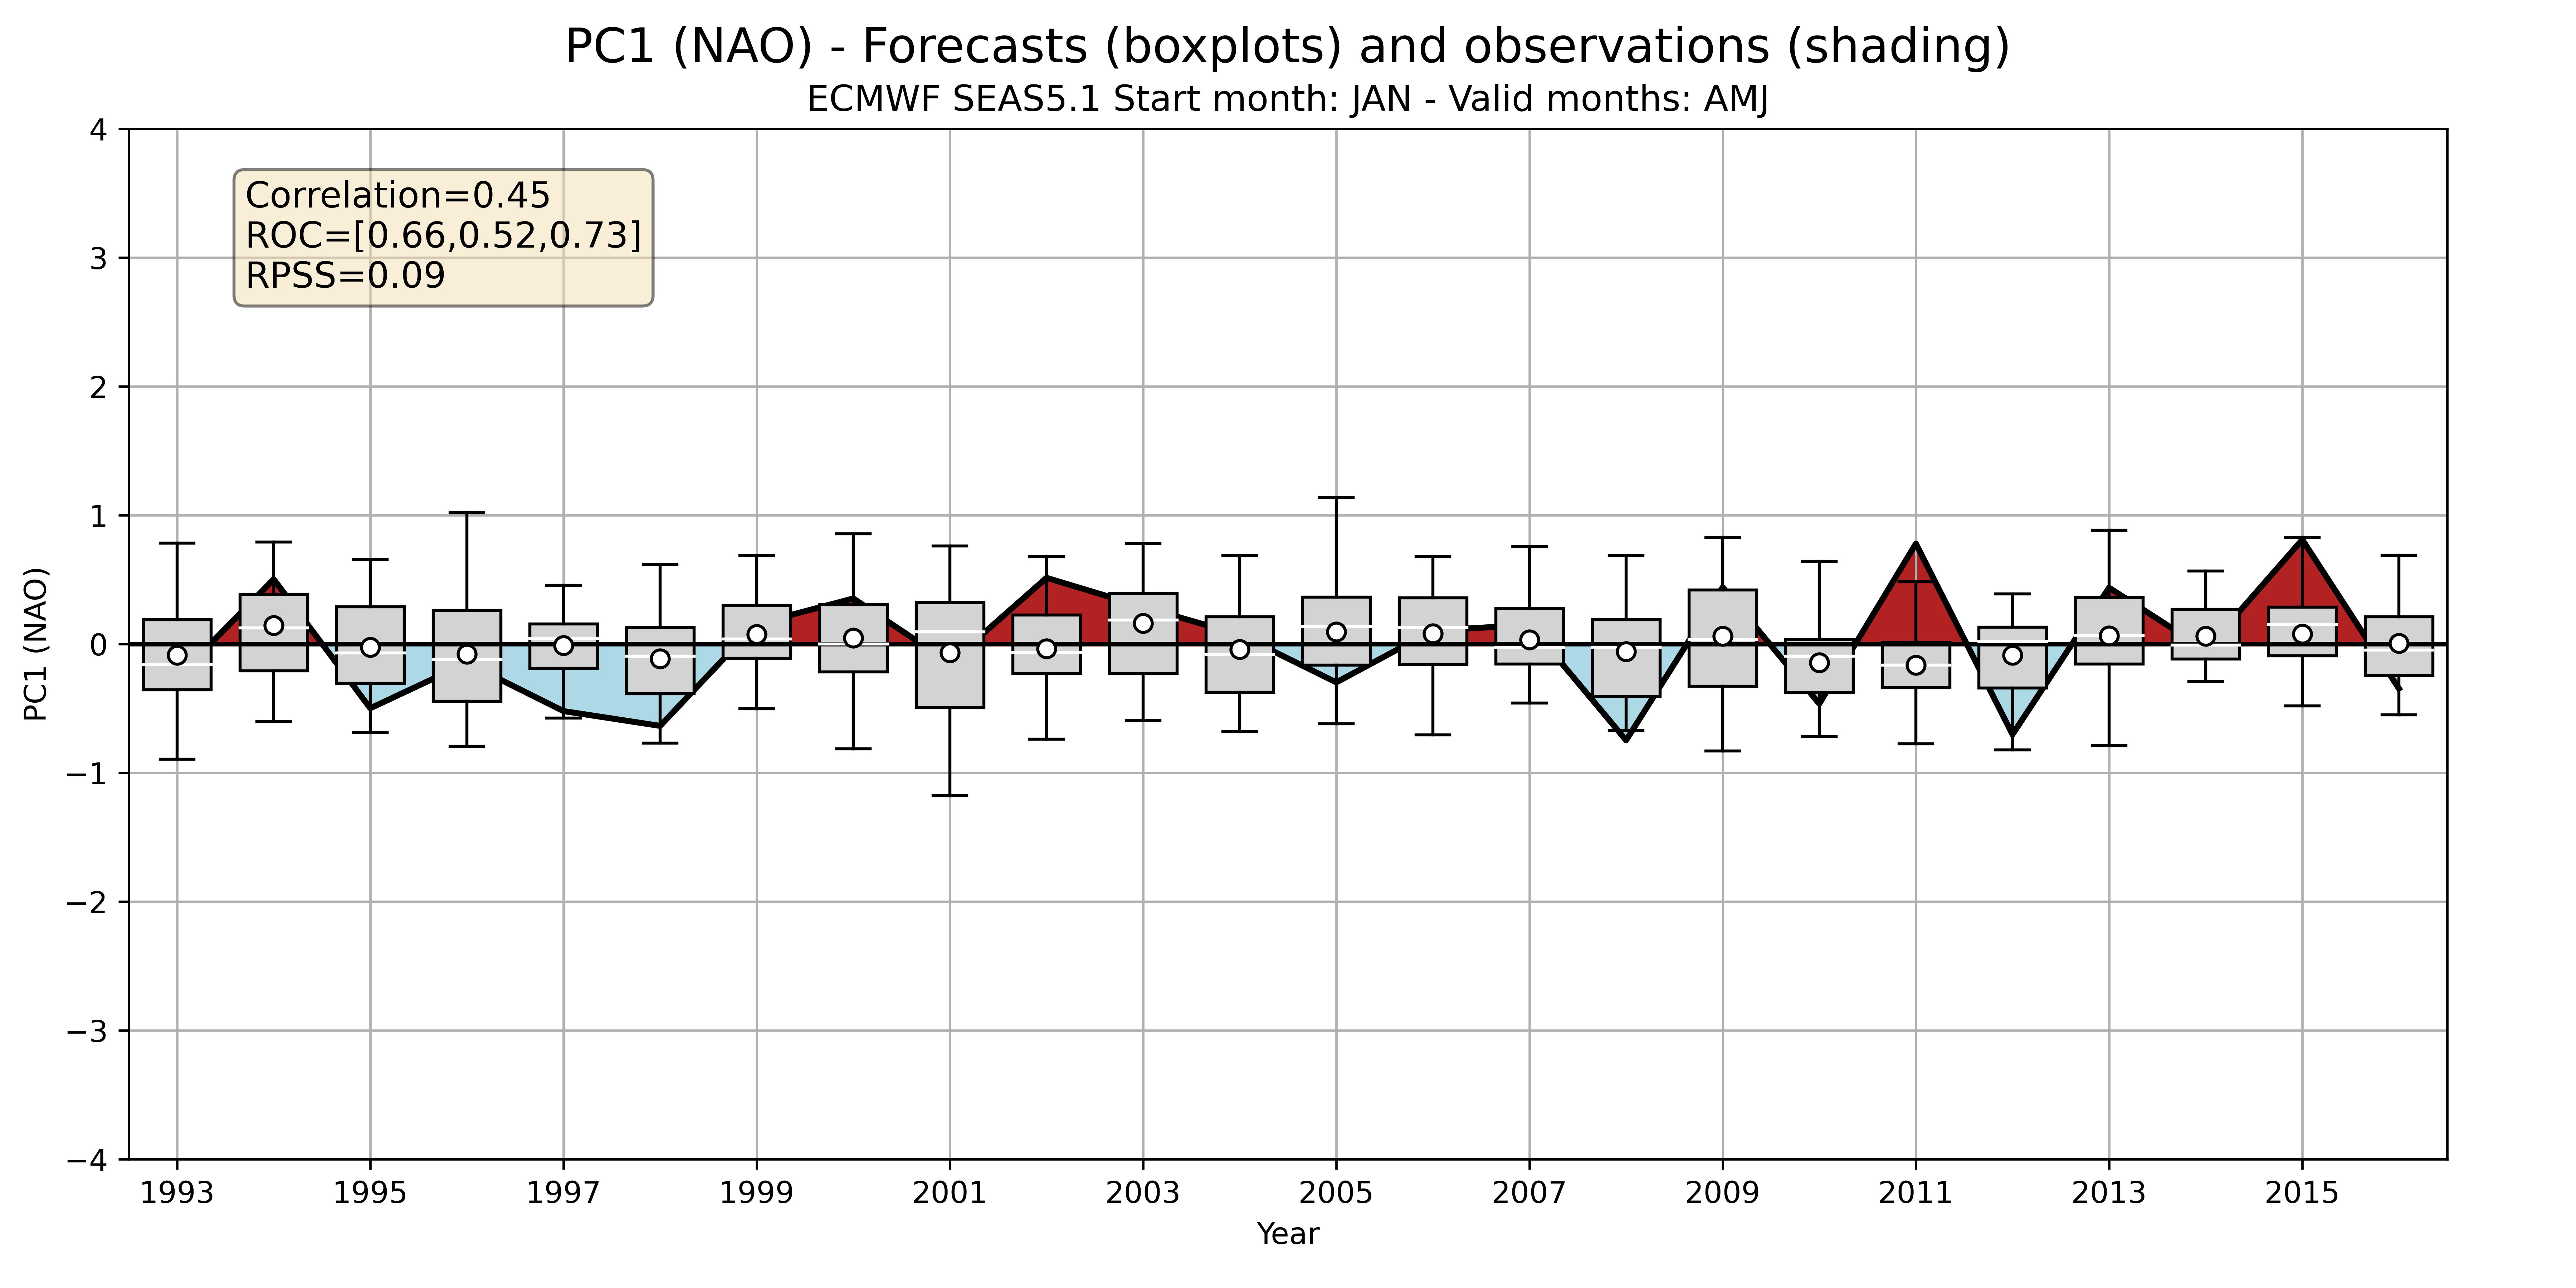 PC1 (NAO) - Forecasts (boxplots) and observations (shading)
ECMWF SEAS5.1 Start month: JAN - Valid months: AMJ
Correlation=0.45
ROC=[0.66,0.52,0.73]
RPSS=0.09
PC1 (NAO)
4
3
2
1
0
−1
−2
−3
−4
1993 1995 1997 1999 2001 2003 2005 2007 2009 2011 2013 2015
Year